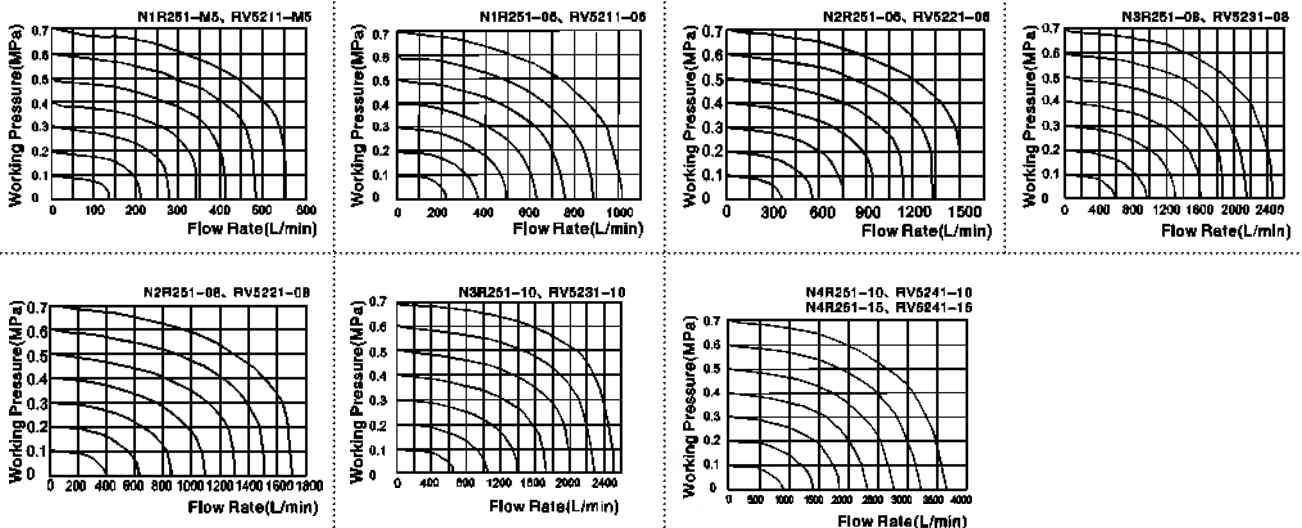 N1R251-M5、RV5211-M5
Working Pressure(MPa)
0.7
0.6
0.5
0.4
0.3
0.2
0.1
0
0 100 200 300 400 500 600
Flow Rate(L/min)
N1R251-06、RV5211-06
Working Pressure(MPa)
0.7
0.6
0.5
0.4
0.3
0.2
0.1
0
0 200 400 600 800 1000
Flow Rate(L/min)
N2R251-06、RV5221-06
Working Pressure(MPa)
0.7
0.6
0.5
0.4
0.3
0.2
0.1
0
0 300 600 900 1200 1500
Flow Rate(L/min)
N3R251-08、RV5231-08
Working Pressure(MPa)
0.7
0.6
0.5
0.4
0.3
0.2
0.1
0
0 400 800 1200 1600 2000 2400
Flow Rate(L/min)
N2R251-08、RV5221-08
Working Pressure(MPa)
0.7
0.6
0.5
0.4
0.3
0.2
0.1
0
0 200 400 600 800 1000 1200 1400 1600 1800
Flow Rate(L/min)
N3R251-10、RV5231-10
Working Pressure(MPa)
0.7
0.6
0.5
0.4
0.3
0.2
0.1
0
0 400 800 1200 1600 2000 2400
Flow Rate(L/min)
N4R251-10、RV5241-10
N4R251-15、RV5241-15
Working Pressure(MPa)
0.7
0.6
0.5
0.4
0.3
0.2
0.1
0
0 500 1000 1500 2000 2500 3000 3500 4000
Flow Rate(L/min)